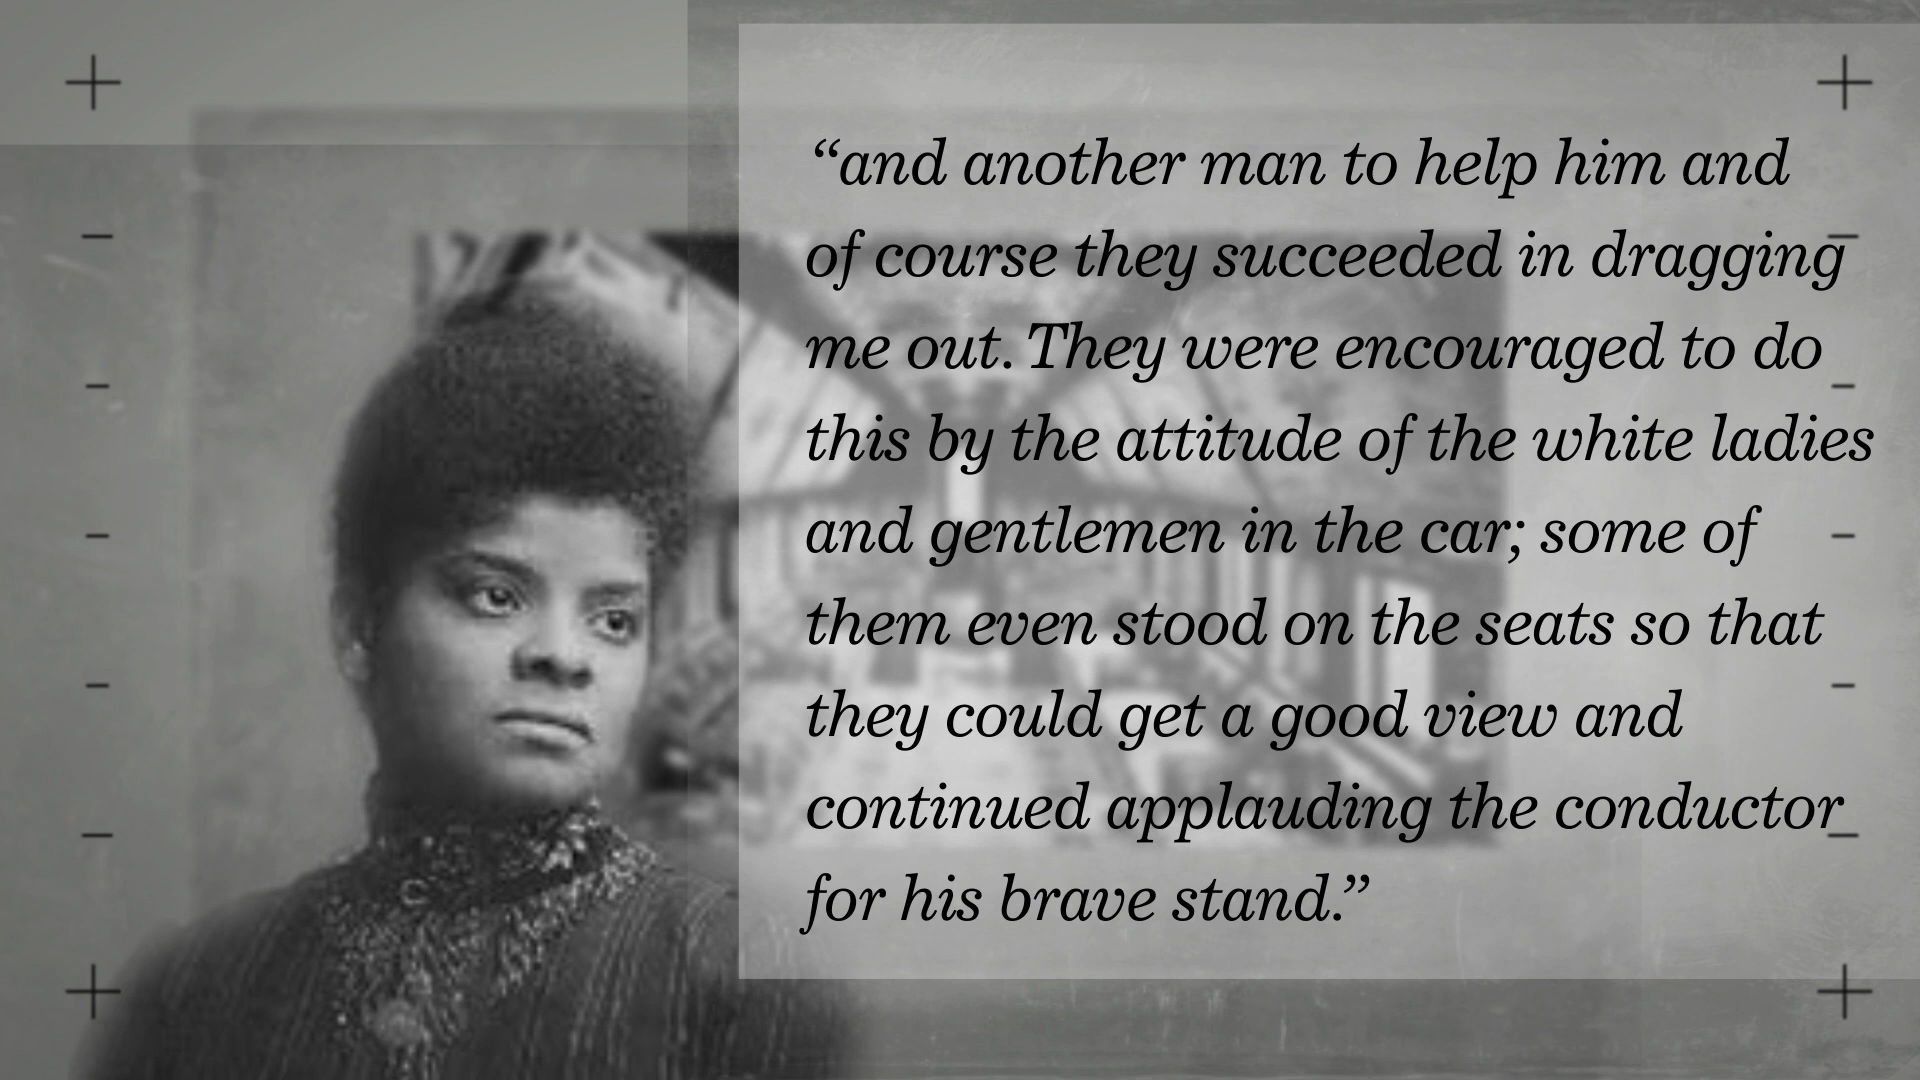 “and another man to help him and
of course they succeeded in dragging
me out. They were encouraged to do
this by the attitude of the white ladies
and gentlemen in the car; some of
them even stood on the seats so that
they could get a good view and
continued applauding the conductor
for his brave stand.”